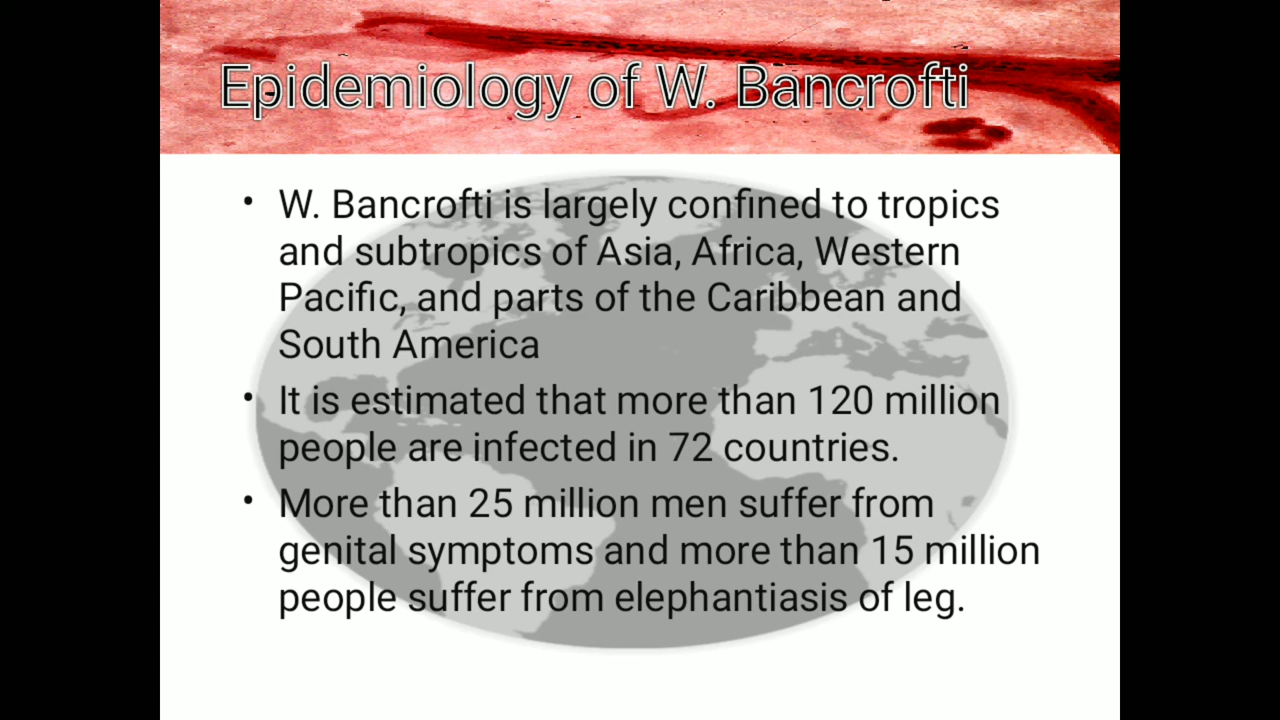 Epidemiology of W. Bancrofti
• W. Bancrofti is largely confined to tropics
and subtropics of Asia, Africa, Western
Pacific, and parts of the Caribbean and
South America
• It is estimated that more than 120 million
people are infected in 72 countries.
• More than 25 million men suffer from
genital symptoms and more than 15 million
people suffer from elephantiasis of leg.